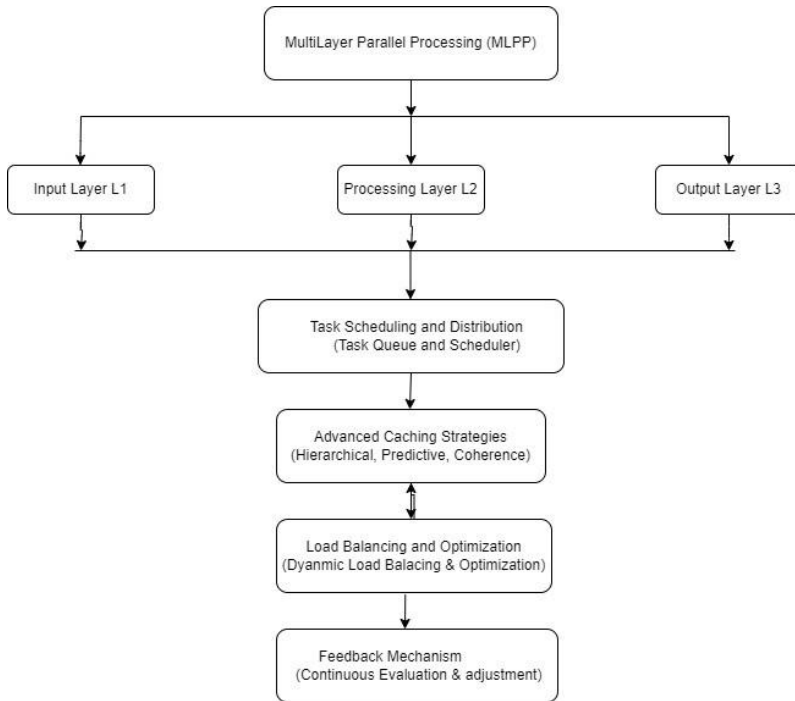 MultiLayer Parallel Processing (MLPP)
Input Layer L1
Processing Layer L2
Output Layer L3
Task Scheduling and Distribution
(Task Queue and Scheduler)
Advanced Caching Strategies
(Hierarchical, Predictive, Coherence)
Load Balancing and Optimization
(Dyanmic Load Balacing & Optimization)
Feedback Mechanism
(Continuous Evaluation & adjustment)